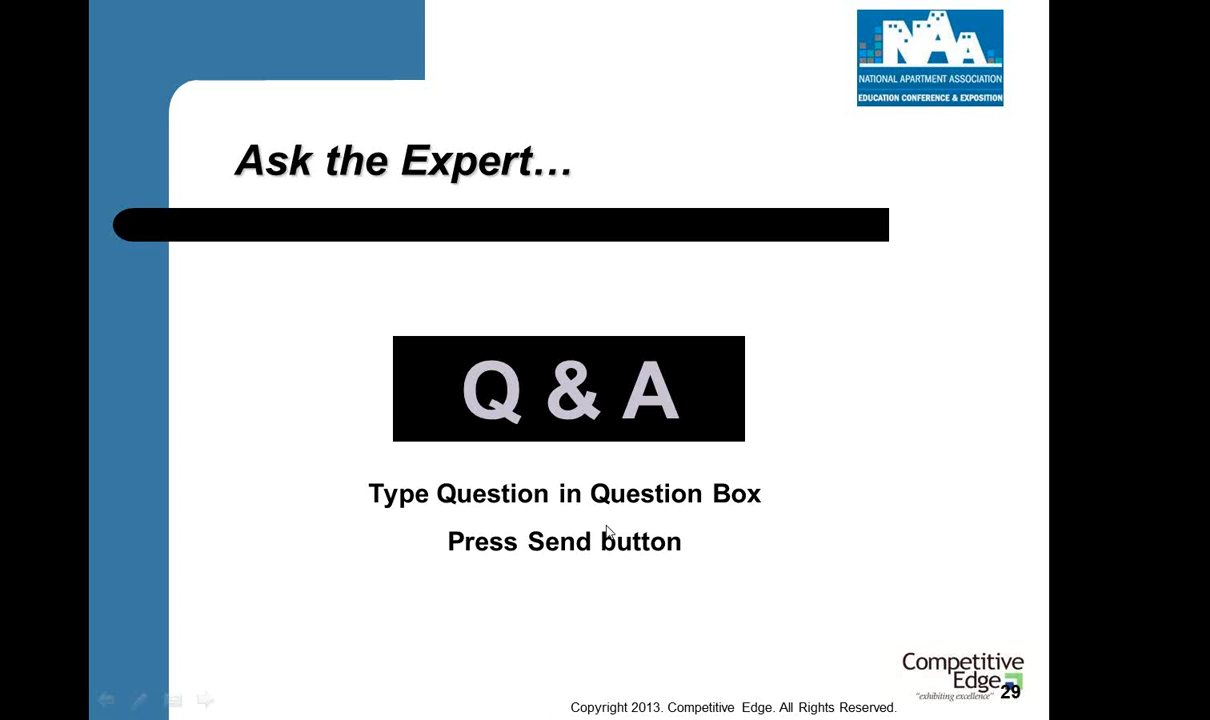 NAA
NATIONAL APARTMENT ASSOCIATION
EDUCATION CONFERENCE & EXPOSITION
Ask the Expert…
Q & A
Type Question in Question Box
Press Send button
Competitive
Edge
"exhibiting excellence"
29
Copyright 2013. Competitive Edge. All Rights Reserved.